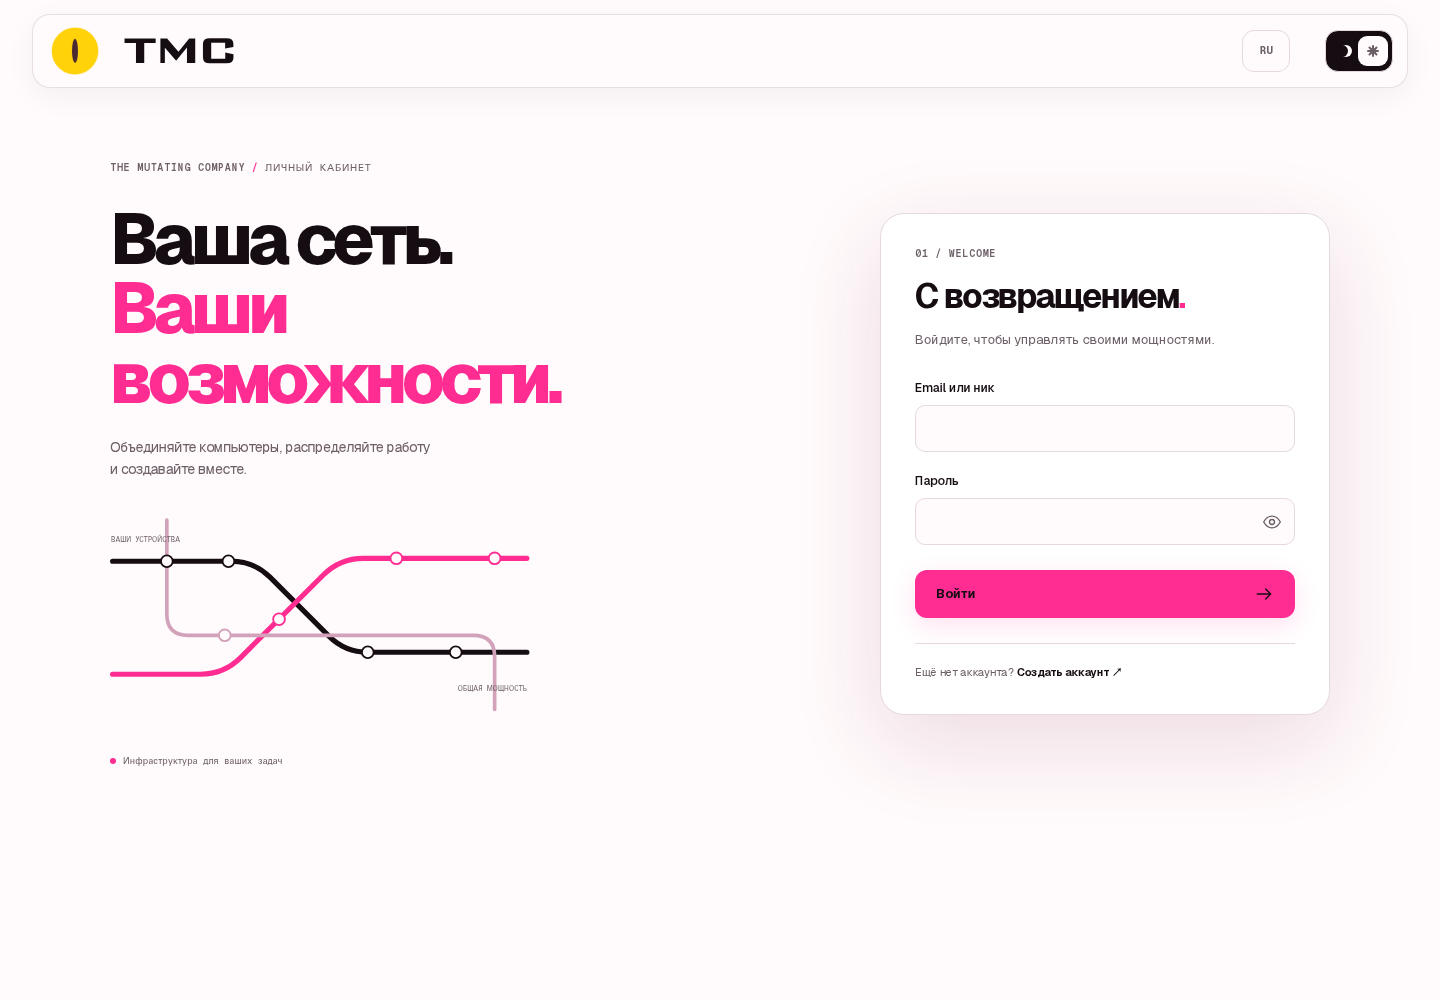 TMC
RU
THE MUTATING COMPANY / ЛИЧНЫЙ КАБИНЕТ
Ваша сеть.
Ваши
возможности.
Объединяйте компьютеры, распределяйте работу
и создавайте вместе.
ВАШИ УСТРОЙСТВА
ОБЩАЯ МОЩНОСТЬ
Инфраструктура для ваших задач
01 / WELCOME
С возвращением.
Войдите, чтобы управлять своими мощностями.
Email или ник
Пароль
Войти
Ещё нет аккаунта? Создать аккаунт ↗